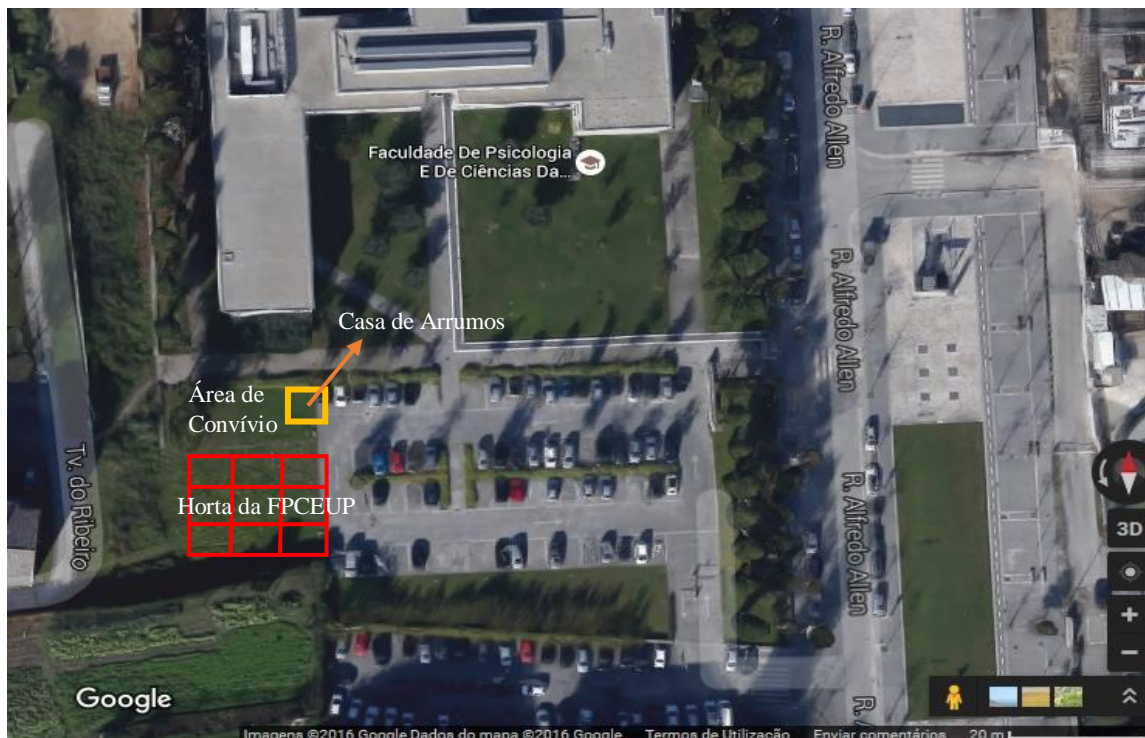 R. Alfredo Allen
Faculdade De Psicologia
E De Ciências Da...
R. Alfredo Allen
Casa de Arrumos
Área de
Convívio
Tv. do Ribeiro
Horta da FPCEUP
R. Alfredo Allen
3D
Google
Imagens ©2016 Google Dados do mapa ©2016 Google Termos de Utilização Enviar comentários 20 m